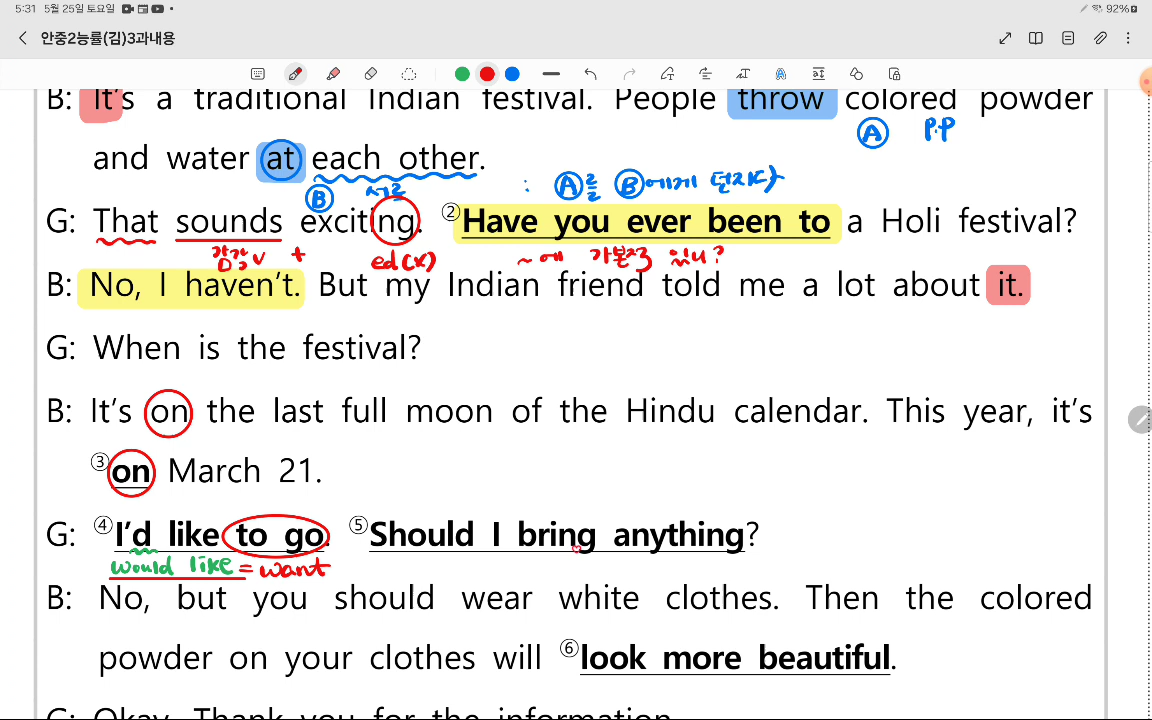 5:31 5월 25일 토요일 92%
안중2능률(김)3과내용
B: It's a traditional Indian festival. People throw colored powder
Ⓐ P.P
and water at each other.
Ⓑ 서로 : Ⓐ를 Ⓑ에게 던지다
G: That sounds exciting. ②Have you ever been to a Holi festival?
감각v + ed(x) ~에 가본적 있니?
B: No, I haven't. But my Indian friend told me a lot about it.
G: When is the festival?
B: It's on the last full moon of the Hindu calendar. This year, it's
③on March 21.
G: ④I'd like to go. ⑤Should I bring anything?
would like = want
B: No, but you should wear white clothes. Then the colored
powder on your clothes will ⑥look more beautiful.
G: Okay. Thank you for the information.